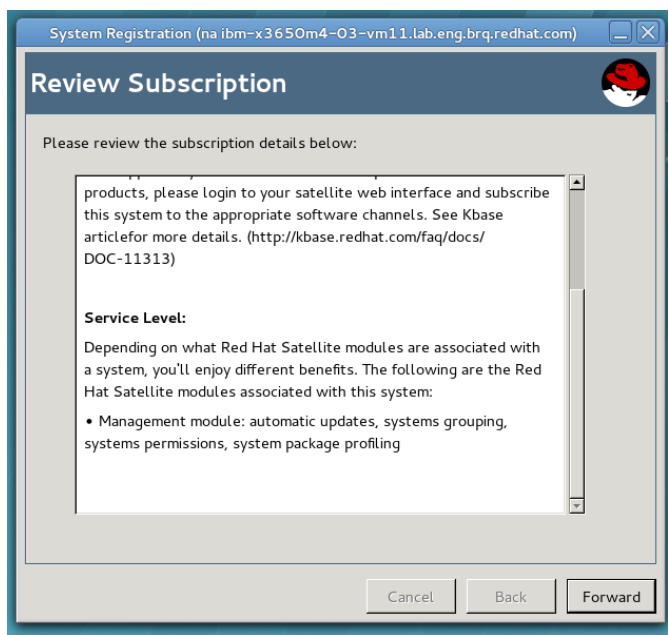 System Registration (na ibm-x3650m4-03-vm11.lab.eng.brq.redhat.com)
Review Subscription
Please review the subscription details below:
products, please login to your satellite web interface and subscribe
this system to the appropriate software channels. See Kbase
articlefor more details. (http://kbase.redhat.com/faq/docs/
DOC-11313)
Service Level:
Depending on what Red Hat Satellite modules are associated with
a system, you'll enjoy different benefits. The following are the Red
Hat Satellite modules associated with this system:
• Management module: automatic updates, systems grouping,
systems permissions, system package profiling
Cancel
Back
Forward